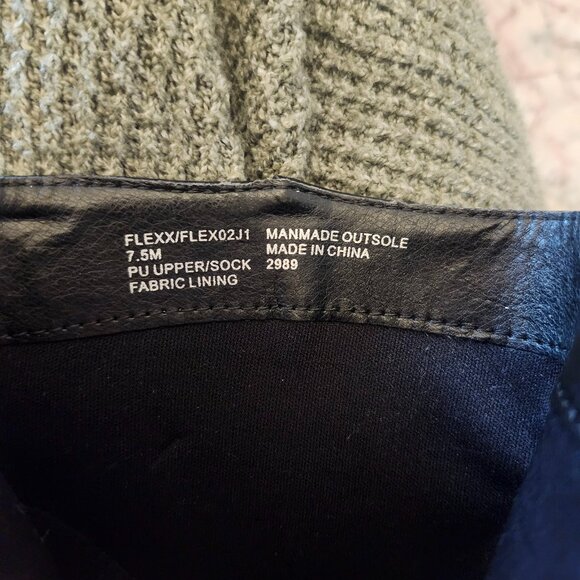 FLEXX/FLEX02J1 MANMADE OUTSOLE
7.5M MADE IN CHINA
PU UPPER/SOCK 2989
FABRIC LINING